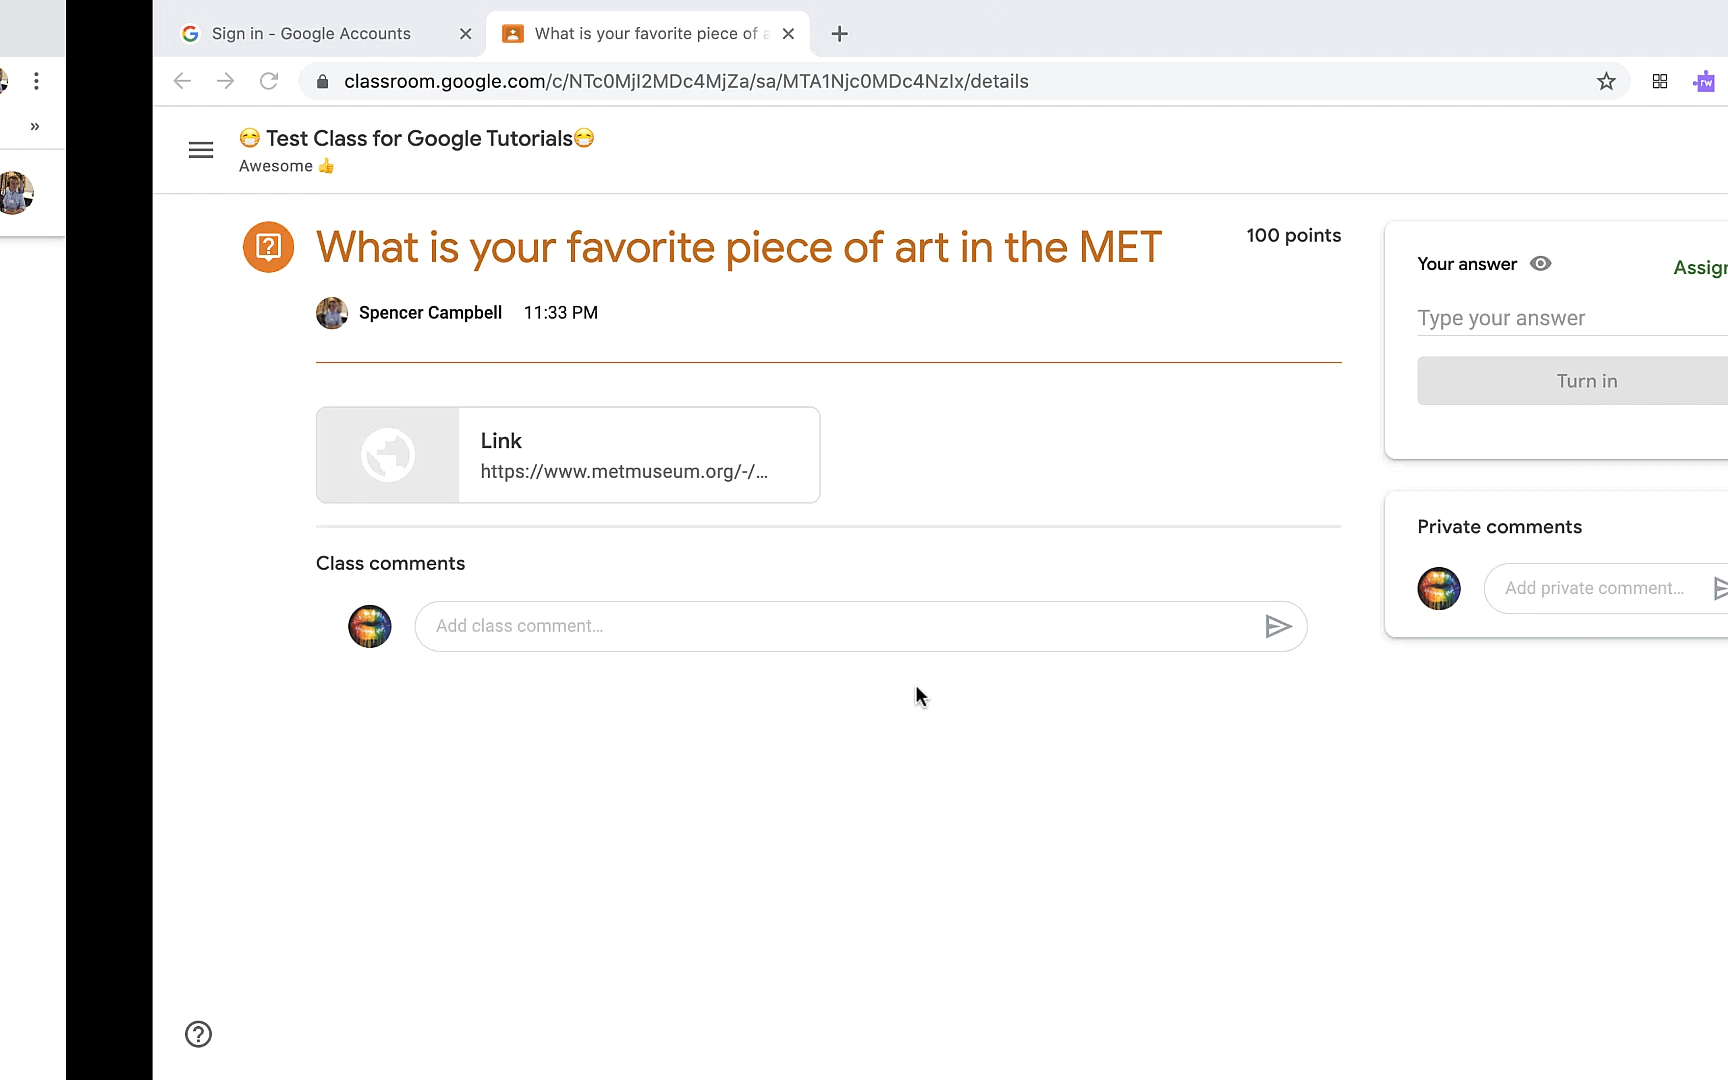 Sign in - Google Accounts
What is your favorite piece of a
classroom.google.com/c/NTc0MjI2MDc4MjZa/sa/MTA1Njc0MDc4NzIx/details
rw
»
😷 Test Class for Google Tutorials😷
Awesome 👍
What is your favorite piece of art in the MET
100 points
Spencer Campbell 11:33 PM
Link
https://www.metmuseum.org/-/...
Class comments
Add class comment...
Your answer
Assign
Type your answer
Turn in
Private comments
Add private comment...